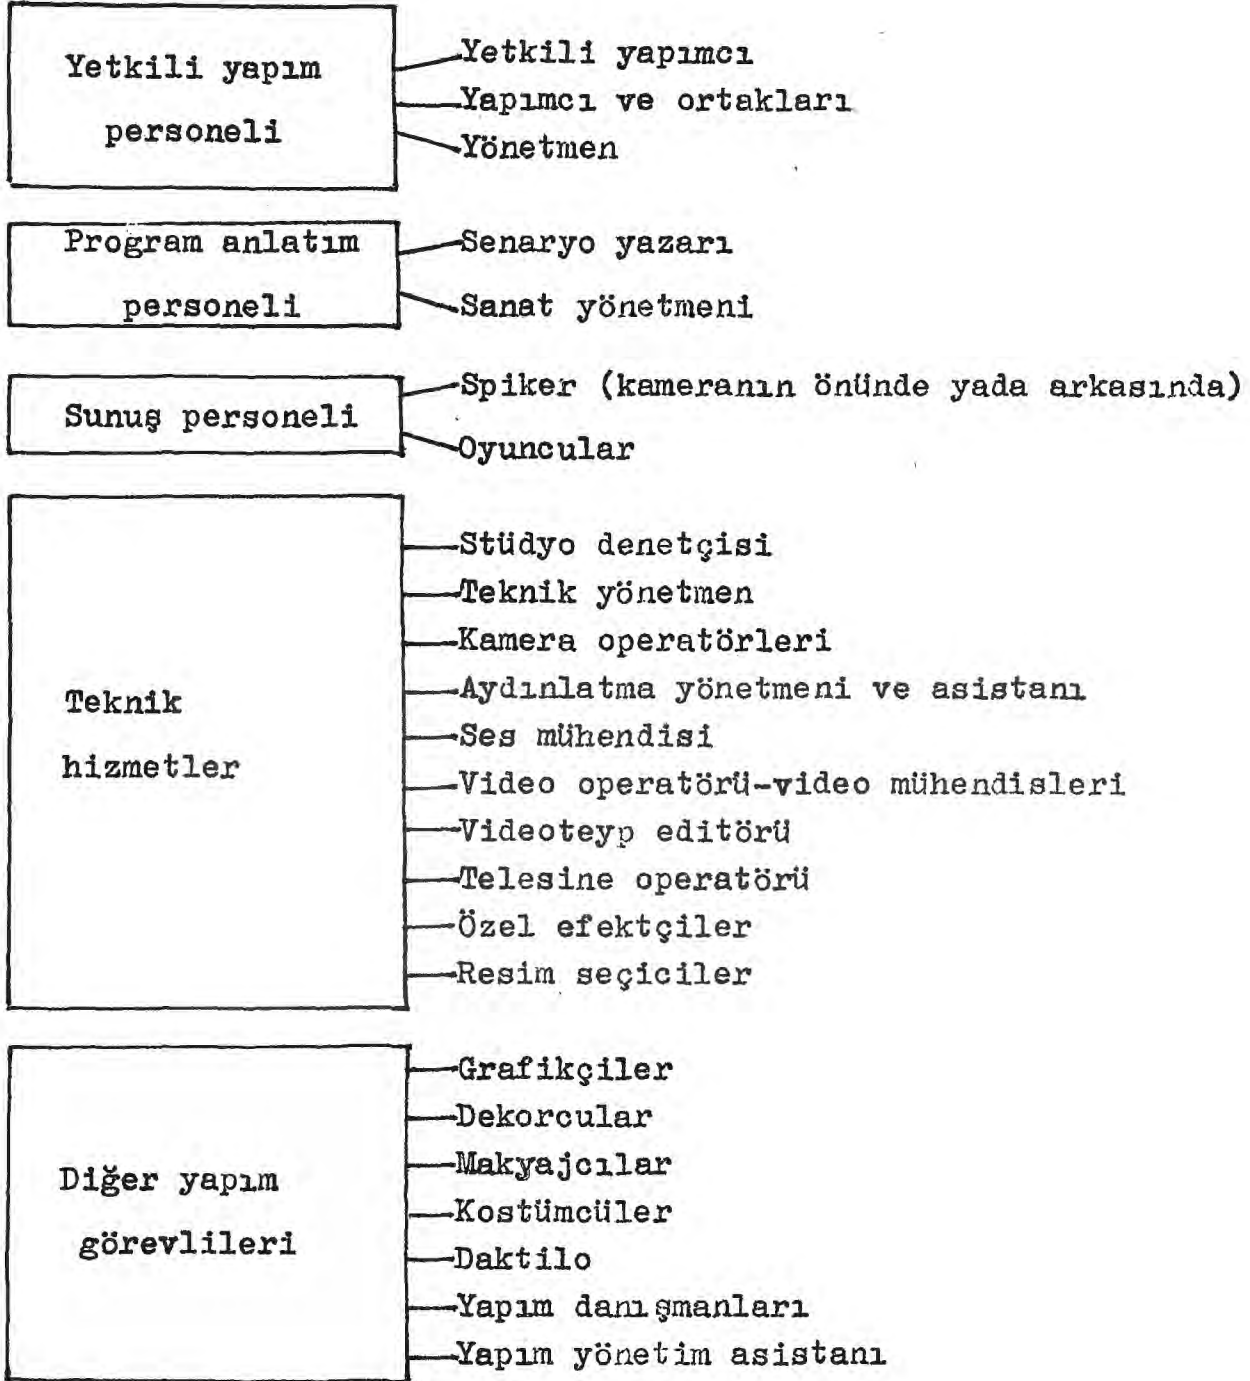 Yetkili yapım
personeli
Yetkili yapımcı
Yapımcı ve ortakları
Yönetmen
Program anlatım
personeli
Senaryo yazarı
Sanat yönetmeni
Sunuş personeli
Spiker (kameranın önünde yada arkasında)
Oyuncular
Teknik
hizmetler
Stüdyo denetçisi
Teknik yönetmen
Kamera operatörleri
Aydınlatma yönetmeni ve asistanı
Ses mühendisi
Video operatörü-video mühendisleri
Videoteyp editörü
Telesine operatörü
Özel efektçiler
Resim seçiciler
Diğer yapım
görevlileri
Grafikçiler
Dekorcular
Makyajcılar
Kostümcüler
Daktilo
Yapım danışmanları
Yapım yönetim asistanı